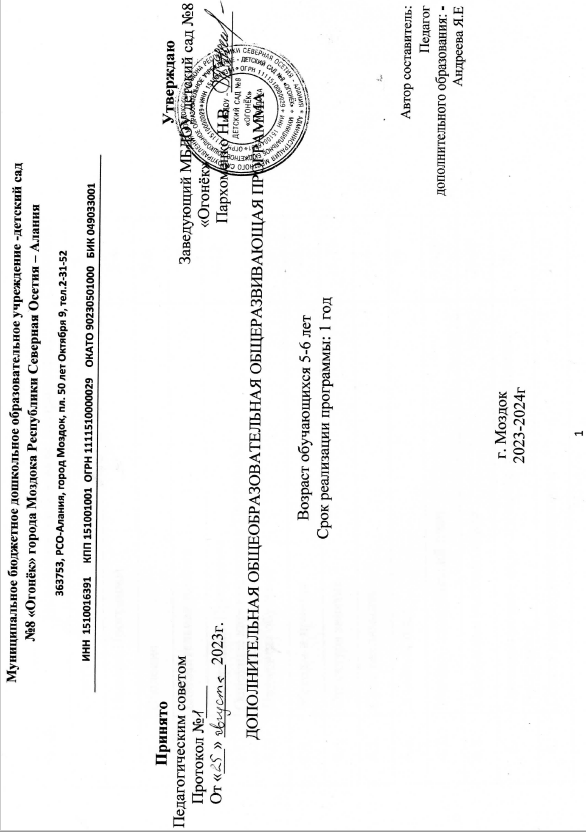 Муниципальное бюджетное дошкольное образовательное учреждение -детский сад
№8 «Огонёк» города Моздока Республики Северная Осетия – Алания
363753, РСО-Алания, город Моздок, пл. 50 лет Октября 9, тел.2-31-52
ИНН 1510016391 КПП 151001001 ОГРН 1111510000029 ОКАТО 90230501000 БИК 049033001
Принято
Педагогическим советом
Протокол №1
От «25» августа 2023г.
Утверждаю
Заведующий МБДОУ детский сад №8
«Огонёк»
Пархоменко Н.В.
ДЕТСКИЙ САД №8
«ОГОНЁК»
ДОПОЛНИТЕЛЬНАЯ ОБЩЕОБРАЗОВАТЕЛЬНАЯ ОБЩЕРАЗВИВАЮЩАЯ ПРОГРАММА
Возраст обучающихся 5-6 лет
Срок реализации программы: 1 год
Автор составитель:
Педагог
дополнительного образования: -
Андреева Я.Е
г. Моздок
2023-2024г
1